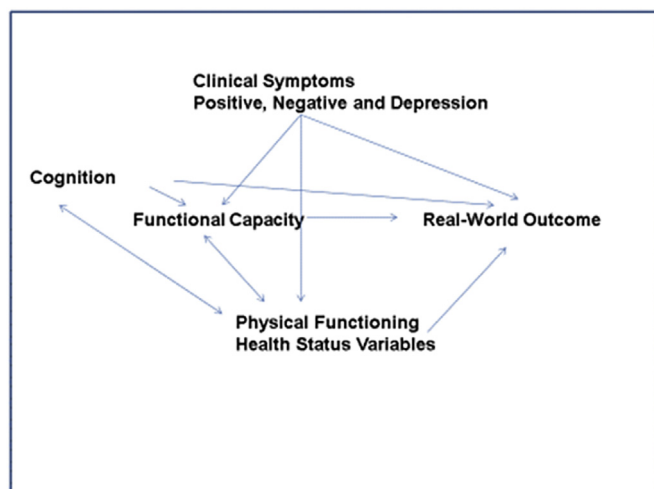 Clinical Symptoms
Positive, Negative and Depression
Cognition
Functional Capacity
Real-World Outcome
Physical Functioning
Health Status Variables